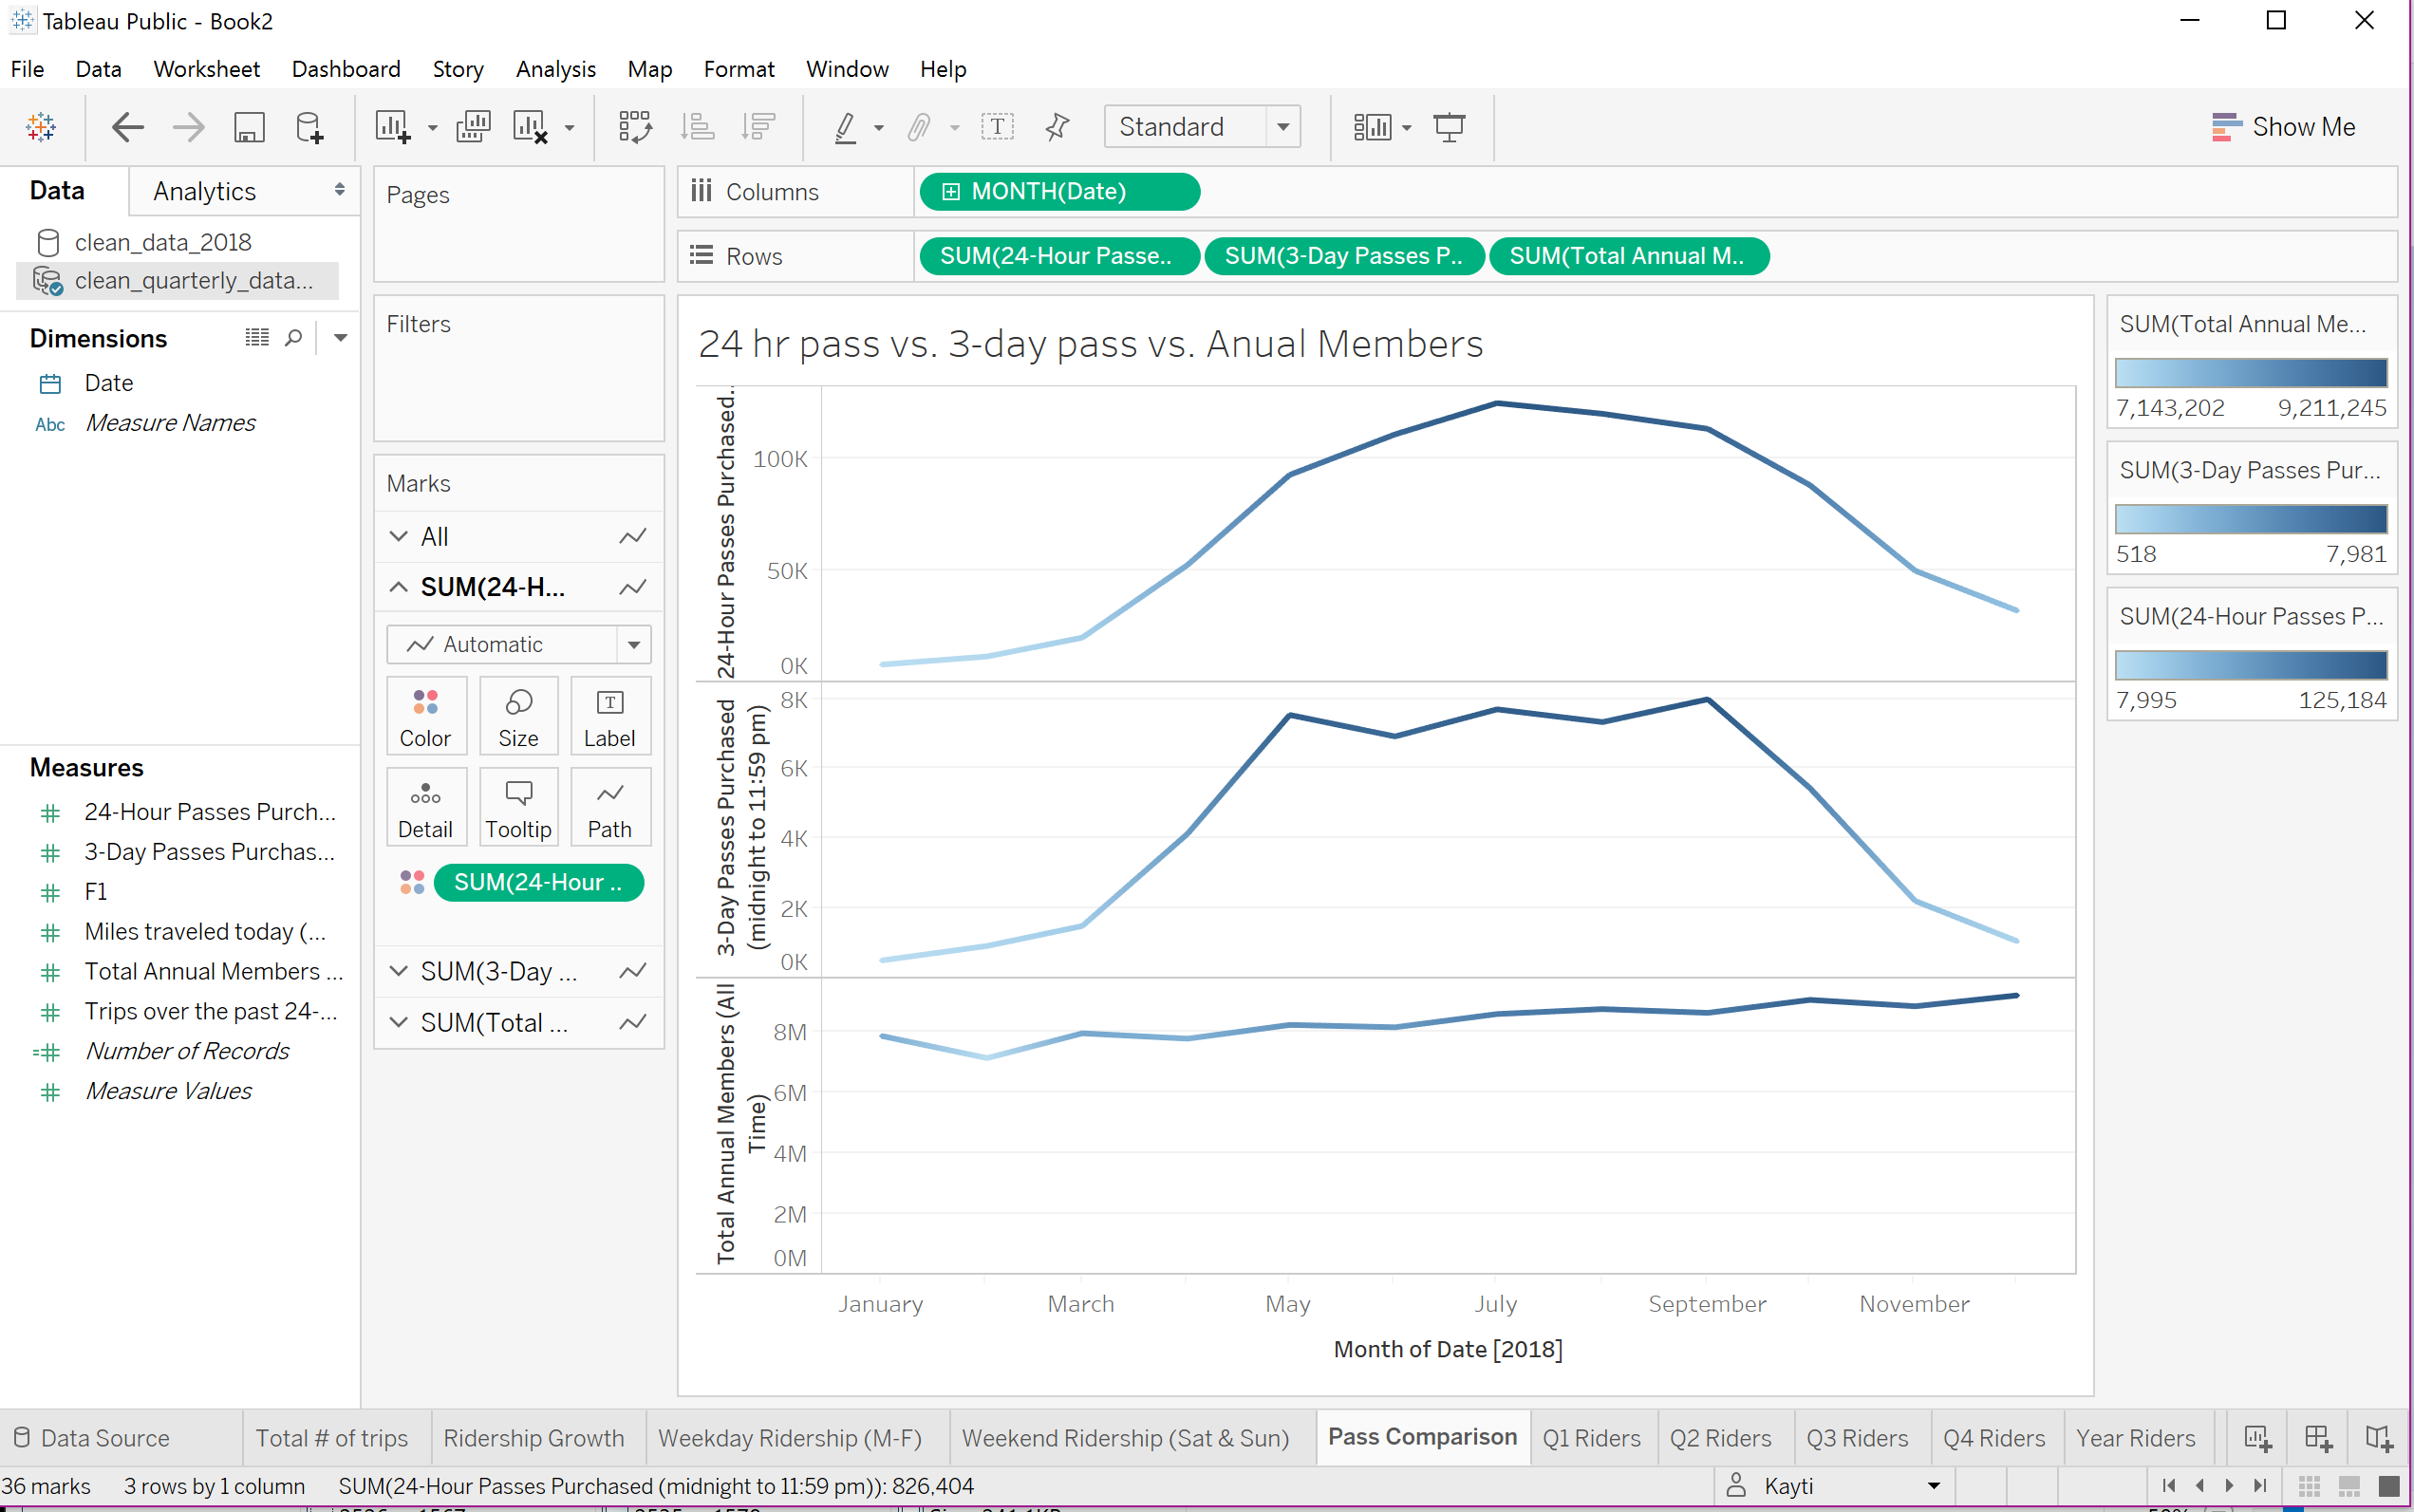 Tableau Public - Book2
File Data Worksheet Dashboard Story Analysis Map Format Window Help
Standard
Show Me
Data Analytics
clean_data_2018
clean_quarterly_data...
Dimensions
Date
Abc Measure Names
Measures
24-Hour Passes Purch...
3-Day Passes Purchas...
F1
Miles traveled today (...
Total Annual Members ...
Trips over the past 24-...
Number of Records
Measure Values
Pages
Filters
Marks
All
SUM(24-H...
Automatic
Color Size Label
Detail Tooltip Path
SUM(24-Hour ..
SUM(3-Day ...
SUM(Total ...
Columns MONTH(Date)
Rows SUM(24-Hour Passe.. SUM(3-Day Passes P.. SUM(Total Annual M..
24 hr pass vs. 3-day pass vs. Anual Members
24-Hour Passes Purchased..
100K
50K
0K
3-Day Passes Purchased
(midnight to 11:59 pm)
8K
6K
4K
2K
0K
Total Annual Members (All
Time)
8M
6M
4M
2M
0M
January March May July September November
Month of Date [2018]
SUM(Total Annual Me...
7,143,202 9,211,245
SUM(3-Day Passes Pur...
518 7,981
SUM(24-Hour Passes P...
7,995 125,184
Data Source Total # of trips Ridership Growth Weekday Ridership (M-F) Weekend Ridership (Sat & Sun) Pass Comparison Q1 Riders Q2 Riders Q3 Riders Q4 Riders Year Riders
36 marks 3 rows by 1 column SUM(24-Hour Passes Purchased (midnight to 11:59 pm)): 826,404 Kayti